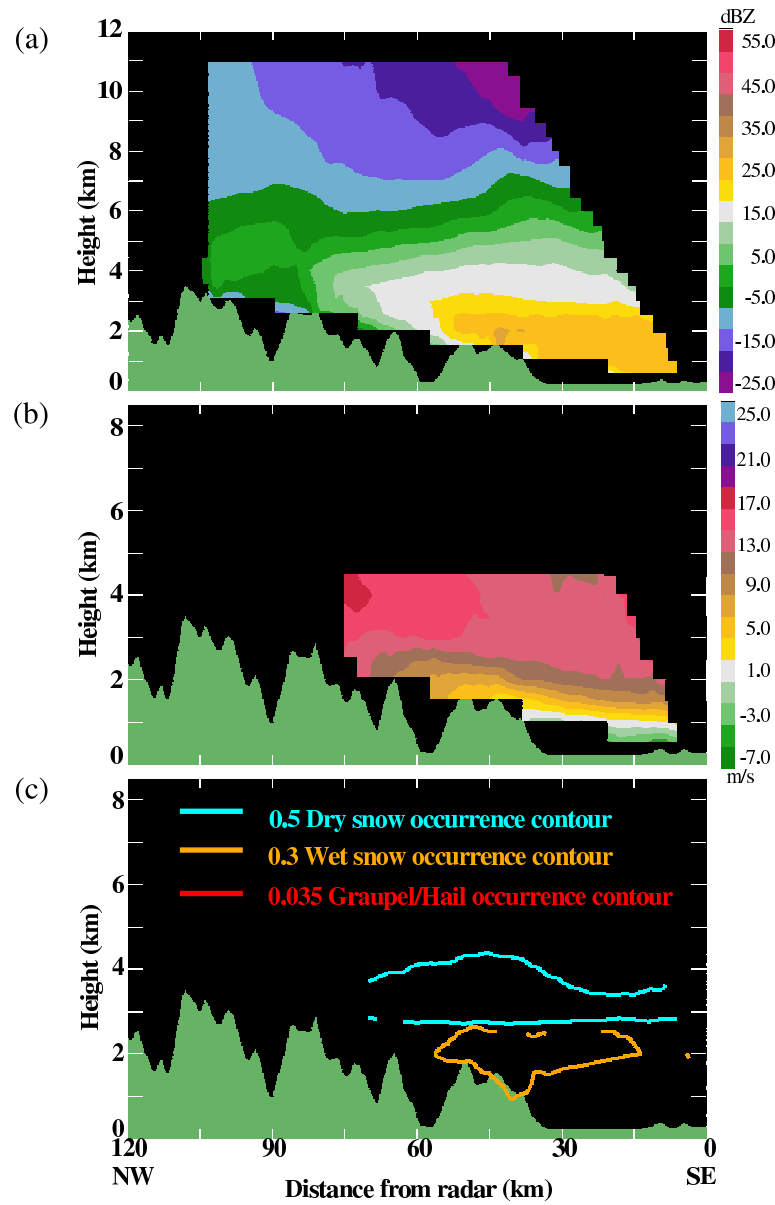 (a)
dBZ
12
10
8
6
4
2
0
Height (km)
55.0
45.0
35.0
25.0
15.0
5.0
-5.0
-15.0
-25.0
(b)
8
6
4
2
0
Height (km)
25.0
21.0
17.0
13.0
9.0
5.0
1.0
-3.0
-7.0
m/s
(c)
8
6
4
2
0
Height (km)
0.5 Dry snow occurrence contour
0.3 Wet snow occurrence contour
0.035 Graupel/Hail occurrence contour
120 90 60 30 0
NW SE
Distance from radar (km)